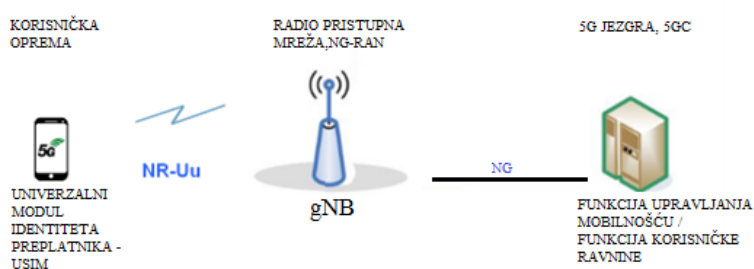 KORISNIČKA
OPREMA
RADIO PRISTUPNA
MREŽA,NG-RAN
5G JEZGRA, 5GC
5G
NR-Uu
gNB
NG
UNIVERZALNI
MODUL
IDENTITETA
PREPLATNIKA -
USIM
FUNKCIJA UPRAVLJANJA
MOBILNOŠĆU /
FUNKCIJA KORISNIČKE
RAVNINE